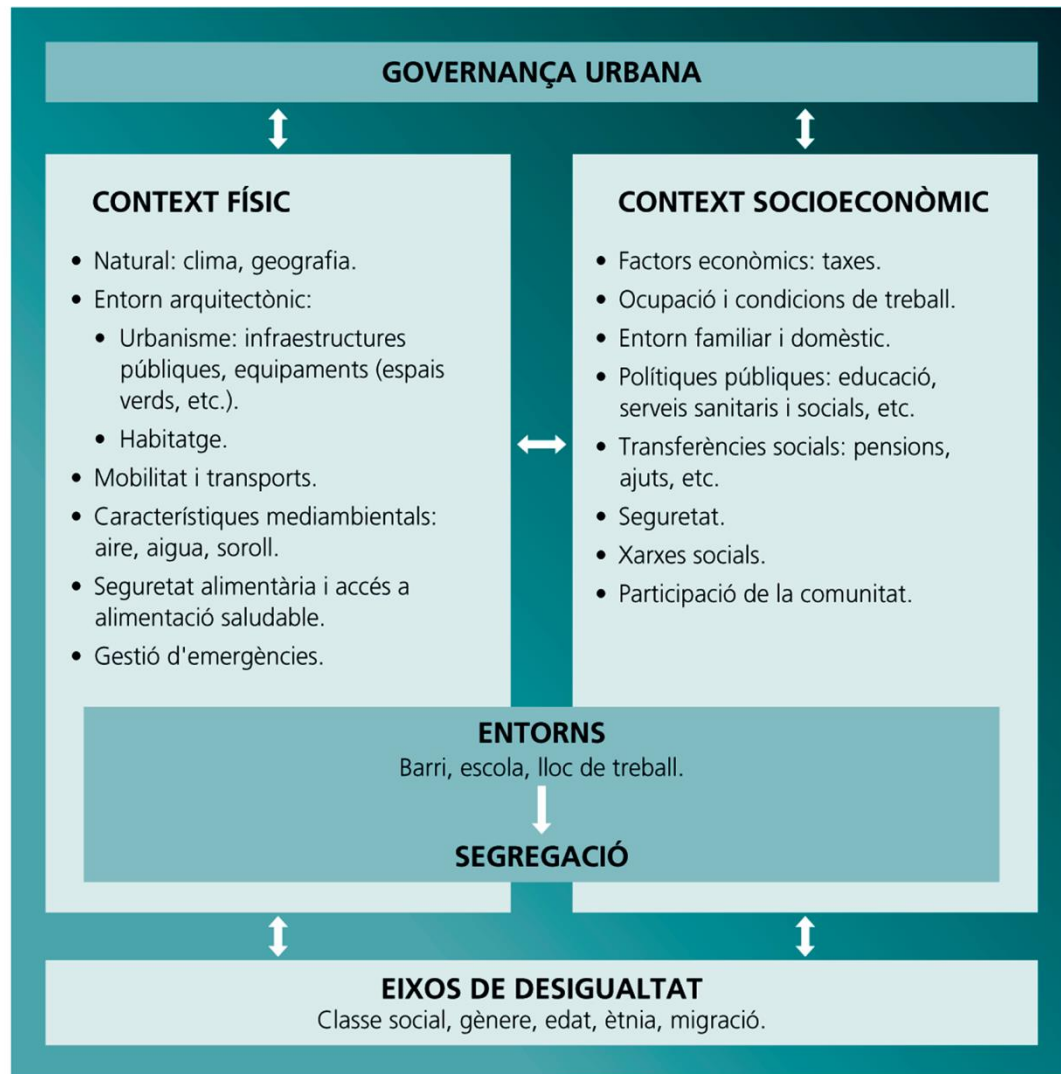 GOVERNANÇA URBANA
CONTEXT FÍSIC
• Natural: clima, geografia.
• Entorn arquitectònic:
• Urbanisme: infraestructures
públiques, equipaments (espais
verds, etc.).
• Habitatge.
• Mobilitat i transports.
• Característiques mediambientals:
aire, aigua, soroll.
• Seguretat alimentària i accés a
alimentació saludable.
• Gestió d'emergències.
CONTEXT SOCIOECONÒMIC
• Factors econòmics: taxes.
• Ocupació i condicions de treball.
• Entorn familiar i domèstic.
• Polítiques públiques: educació,
serveis sanitaris i socials, etc.
• Transferències socials: pensions,
ajuts, etc.
• Seguretat.
• Xarxes socials.
• Participació de la comunitat.
ENTORNS
Barri, escola, lloc de treball.
SEGREGACIÓ
EIXOS DE DESIGUALTAT
Classe social, gènere, edat, ètnia, migració.